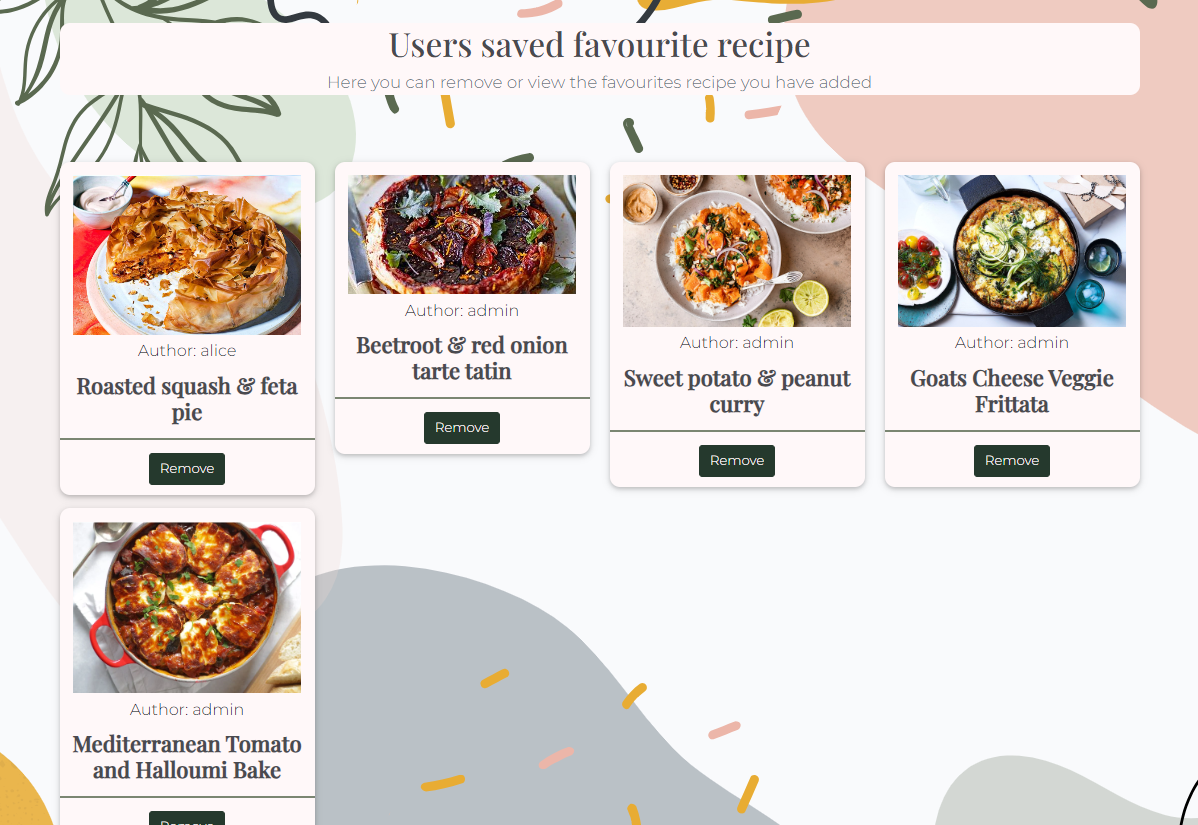 Users saved favourite recipe
Here you can remove or view the favourites recipe you have added
Author: alice
Roasted squash & feta
pie
Remove
Author: admin
Beetroot & red onion
tarte tatin
Remove
Author: admin
Sweet potato & peanut
curry
Remove
Author: admin
Goats Cheese Veggie
Frittata
Remove
Author: admin
Mediterranean Tomato
and Halloumi Bake
Remove